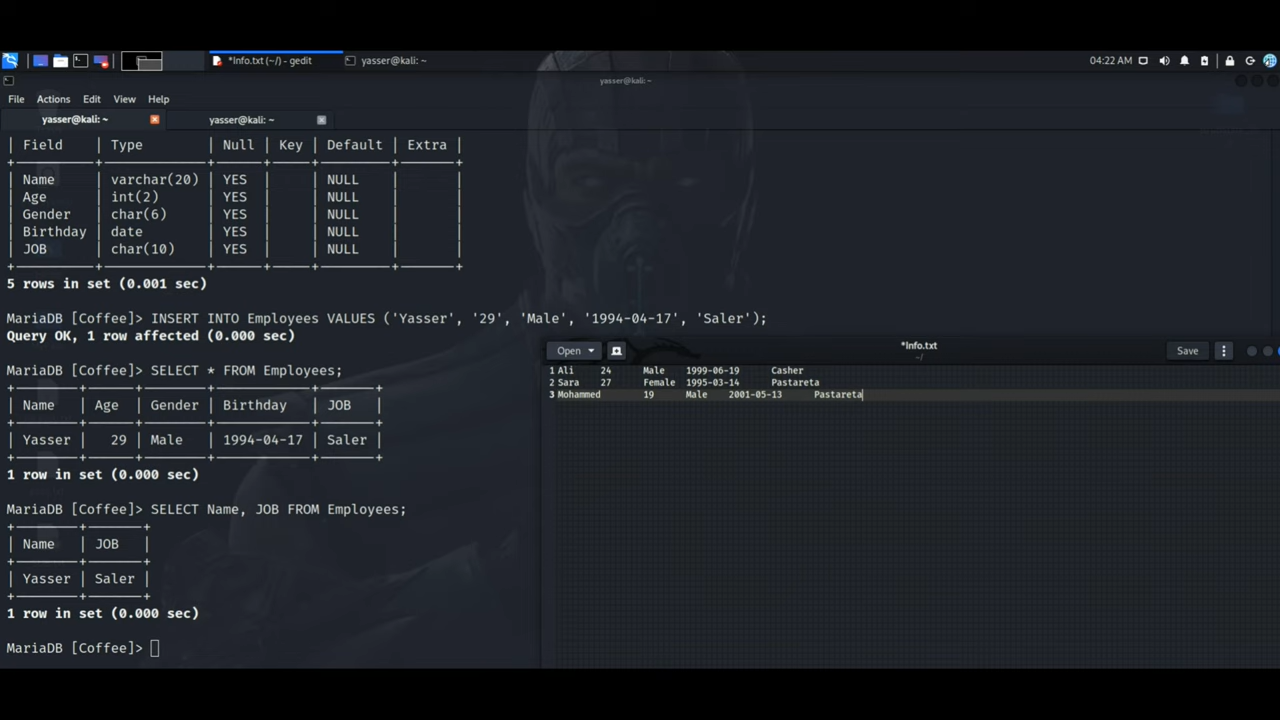 *Info.txt (~/) - gedit
yasser@kali: ~
04:22 AM
yasser@kali: ~
File Actions Edit View Help
yasser@kali: ~
yasser@kali: ~
| Field | Type | Null | Key | Default | Extra |
| Name | varchar(20) | YES | | NULL | |
| Age | int(2) | YES | | NULL | |
| Gender | char(6) | YES | | NULL | |
| Birthday | date | YES | | NULL | |
| JOB | char(10) | YES | | NULL | |
5 rows in set (0.001 sec)
MariaDB [Coffee]> INSERT INTO Employees VALUES ('Yasser', '29', 'Male', '1994-04-17', 'Saler');
Query OK, 1 row affected (0.000 sec)
MariaDB [Coffee]> SELECT * FROM Employees;
| Name | Age | Gender | Birthday | JOB |
| Yasser | 29 | Male | 1994-04-17 | Saler |
1 row in set (0.000 sec)
MariaDB [Coffee]> SELECT Name, JOB FROM Employees;
| Name | JOB |
| Yasser | Saler |
1 row in set (0.000 sec)
MariaDB [Coffee]>
*Info.txt
~/
Open
Save
1 Ali 24 Male 1999-06-19 Casher
2 Sara 27 Female 1995-03-14 Pastareta
3 Mohammed 19 Male 2001-05-13 Pastareta